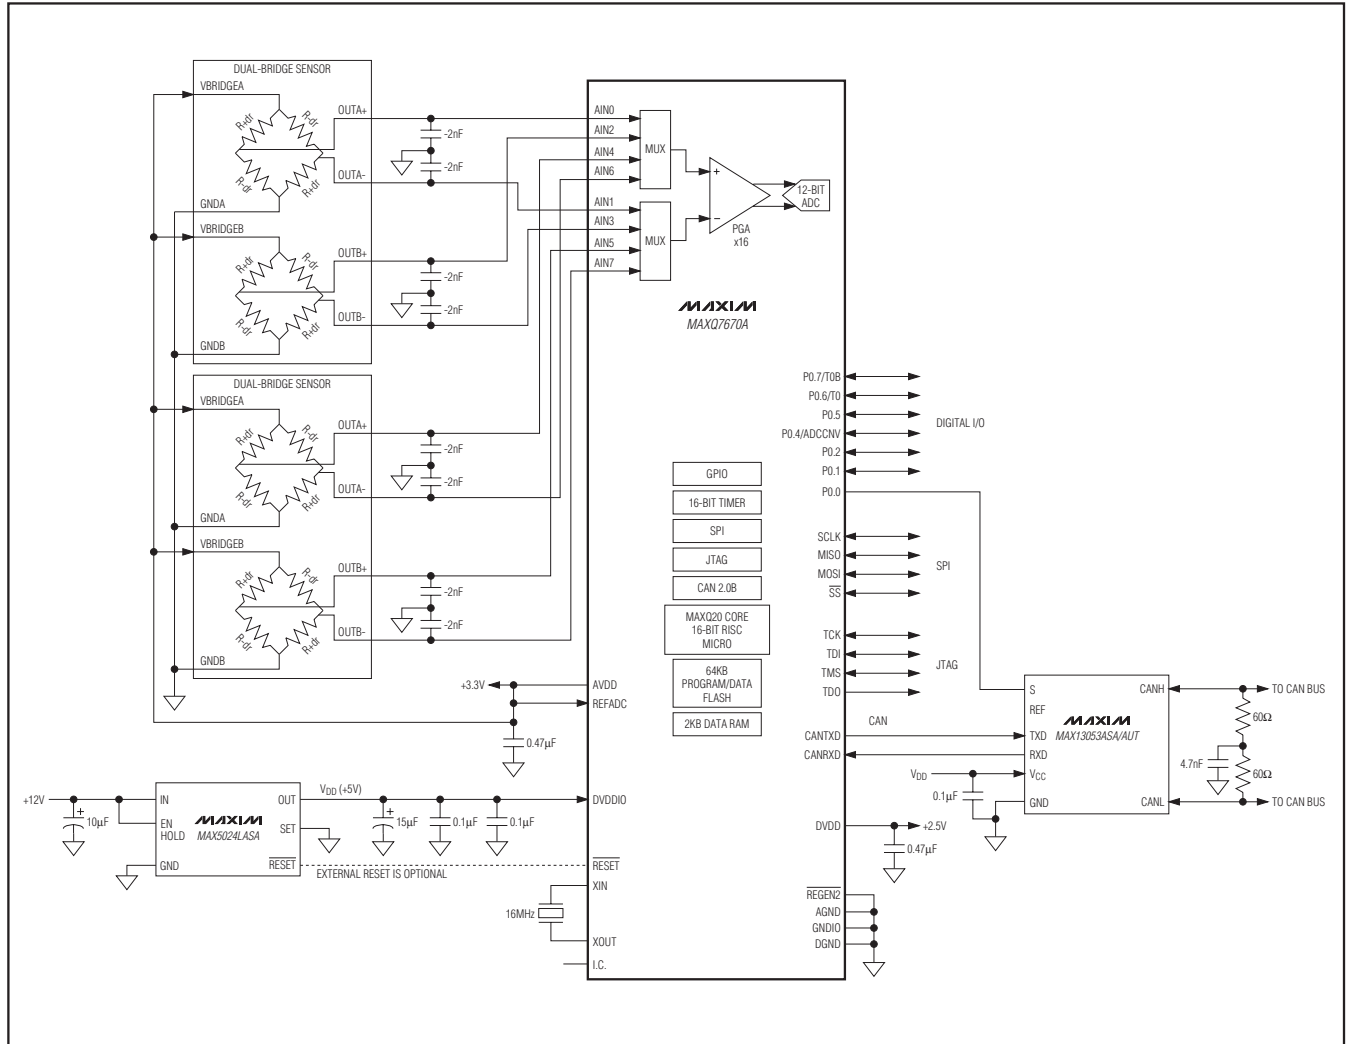 DUAL-BRIDGE SENSOR
VBRIDGEA
R+dr
R-dr
R-dr
R+dr
OUTA+
OUTA-
GNDA
VBRIDGEB
R+dr
R-dr
R-dr
R+dr
OUTB+
OUTB-
GNDB
-2nF
-2nF
-2nF
-2nF
DUAL-BRIDGE SENSOR
VBRIDGEA
R+dr
R-dr
R-dr
R+dr
OUTA+
OUTA-
GNDA
VBRIDGEB
R+dr
R-dr
R-dr
R+dr
OUTB+
OUTB-
GNDB
-2nF
-2nF
-2nF
-2nF
AIN0
AIN2
AIN4
AIN6
AIN1
AIN3
AIN5
AIN7
MUX
MUX
+
−
PGA
x16
12-BIT
ADC
MAXIM
MAXQ7670A
GPIO
16-BIT TIMER
SPI
JTAG
CAN 2.0B
MAXQ20 CORE
16-BIT RISC
MICRO
64KB
PROGRAM/DATA
FLASH
2KB DATA RAM
P0.7/T0B
P0.6/T0
P0.5
P0.4/ADCCNV
P0.2
P0.1
P0.0
DIGITAL I/O
SCLK
MISO
MOSI
SS
SPI
TCK
TDI
TMS
TDO
JTAG
CANTXD
CANRXD
CAN
DVDD
+2.5V
0.47µF
REGEN2
AGND
GNDIO
DGND
+3.3V
AVDD
REFADC
0.47µF
+12V
10µF
IN
EN
HOLD
GND
OUT
SET
RESET
MAXIM
MAX5024LASA
VDD (+5V)
15µF
0.1µF
0.1µF
DVDDIO
EXTERNAL RESET IS OPTIONAL
RESET
XIN
16MHz
XOUT
I.C.
S
REF
TXD
RXD
VCC
GND
CANH
CANL
MAXIM
MAX13053ASA/AUT
VDD
0.1µF
TO CAN BUS
60Ω
4.7nF
60Ω
TO CAN BUS